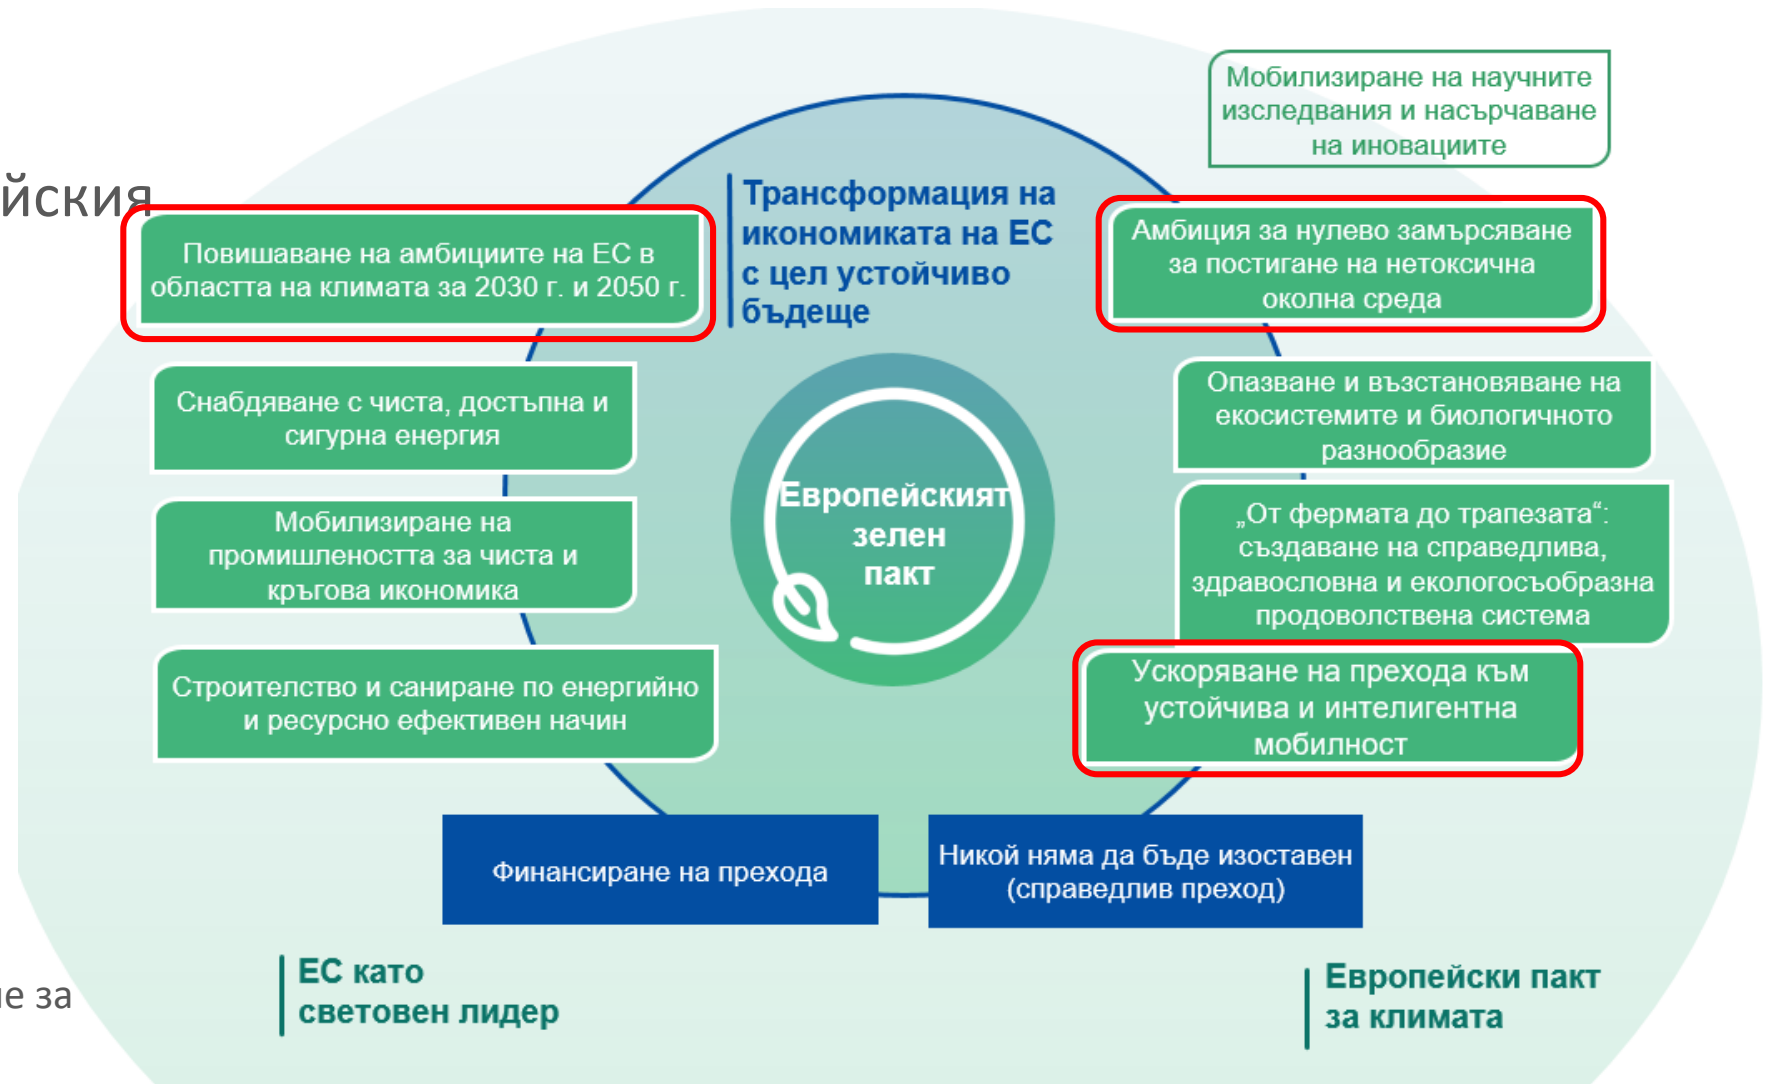 Мобилизиране на научните
изследвания и насърчаване
на иновациите
йския
Трансформация на
икономиката на ЕС
с цел устойчиво
бъдеще
Повишаване на амбициите на ЕС в
областта на климата за 2030 г. и 2050 г.
Амбиция за нулево замърсяване
за постигане на нетоксична
околна среда
Снабдяване с чиста, достъпна и
сигурна енергия
Опазване и възстановяване на
екосистемите и биологичното
разнообразие
Европейският
зелен
пакт
Мобилизиране на
промишлеността за чиста и
кръгова икономика
„От фермата до трапезата“:
създаване на справедлива,
здравословна и екологосъобразна
продоволствена система
Строителство и саниране по енергийно
и ресурсно ефективен начин
Ускоряване на прехода към
устойчива и интелигентна
мобилност
Финансиране на прехода
Никой няма да бъде изоставен
(справедлив преход)
ЕС като
световен лидер
Европейски пакт
за климата
е за